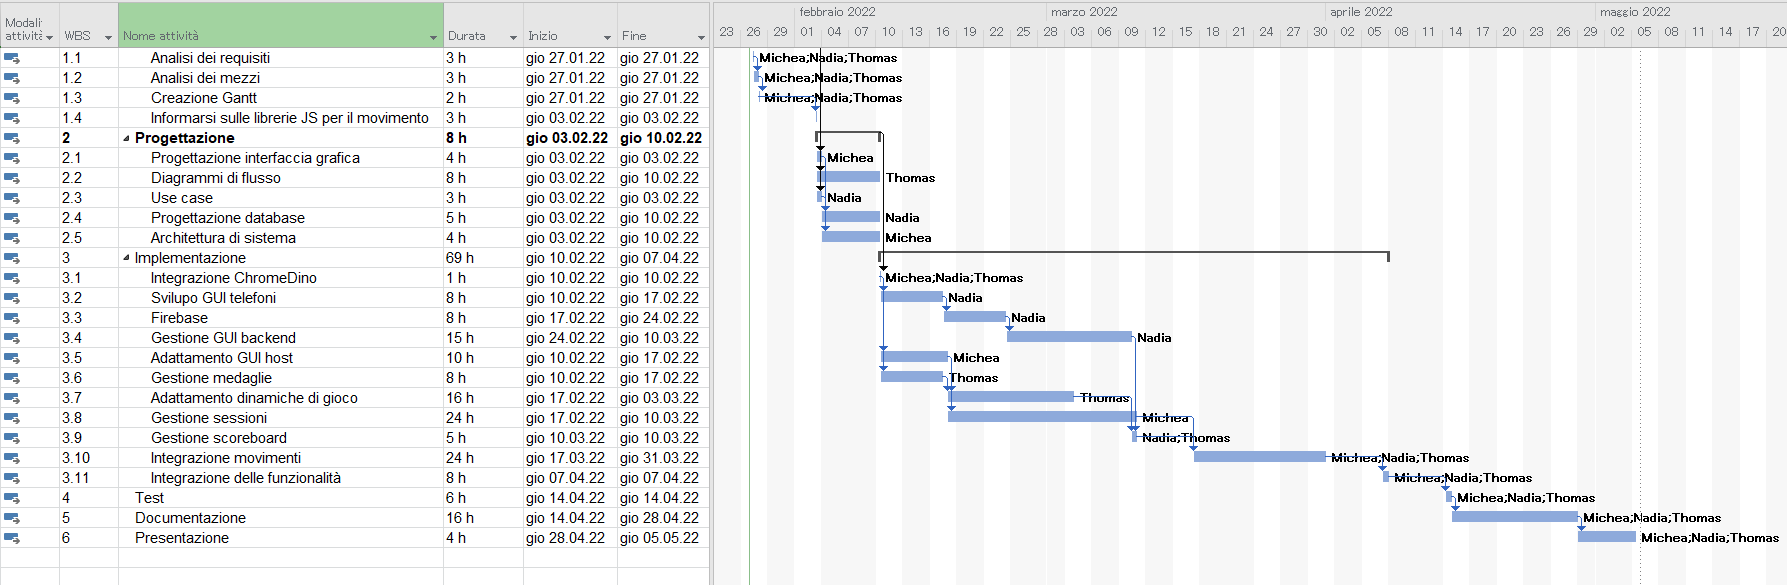 febbraio 2022 marzo 2022 aprile 2022 maggio 2022
Modali attività WBS Nome attività Durata Inizio Fine 23 26 29 01 04 07 10 13 16 19 22 25 28 03 06 09 12 15 18 21 24 27 30 02 05 08 11 14 17 20 23 26 29 02 05 08 11 14 17 20
1.1 Analisi dei requisiti 3 h gio 27.01.22 gio 27.01.22 Michea;Nadia;Thomas
1.2 Analisi dei mezzi 3 h gio 27.01.22 gio 27.01.22 Michea;Nadia;Thomas
1.3 Creazione Gantt 2 h gio 27.01.22 gio 27.01.22 Michea;Nadia;Thomas
1.4 Informarsi sulle librerie JS per il movimento 3 h gio 03.02.22 gio 03.02.22
2 Progettazione 8 h gio 03.02.22 gio 10.02.22
2.1 Progettazione interfaccia grafica 4 h gio 03.02.22 gio 03.02.22 Michea
2.2 Diagrammi di flusso 8 h gio 03.02.22 gio 10.02.22 Thomas
2.3 Use case 3 h gio 03.02.22 gio 03.02.22 Nadia
2.4 Progettazione database 5 h gio 03.02.22 gio 10.02.22 Nadia
2.5 Architettura di sistema 4 h gio 03.02.22 gio 10.02.22 Michea
3 Implementazione 69 h gio 10.02.22 gio 07.04.22
3.1 Integrazione ChromeDino 1 h gio 10.02.22 gio 10.02.22 Michea;Nadia;Thomas
3.2 Svilupo GUI telefoni 8 h gio 10.02.22 gio 17.02.22 Nadia
3.3 Firebase 8 h gio 17.02.22 gio 24.02.22 Nadia
3.4 Gestione GUI backend 15 h gio 24.02.22 gio 10.03.22 Nadia
3.5 Adattamento GUI host 10 h gio 10.02.22 gio 17.02.22 Michea
3.6 Gestione medaglie 8 h gio 10.02.22 gio 17.02.22 Thomas
3.7 Adattamento dinamiche di gioco 16 h gio 17.02.22 gio 03.03.22 Thomas
3.8 Gestione sessioni 24 h gio 17.02.22 gio 10.03.22 Michea
3.9 Gestione scoreboard 5 h gio 10.03.22 gio 10.03.22 Nadia;Thomas
3.10 Integrazione movimenti 24 h gio 17.03.22 gio 31.03.22 Michea;Nadia;Thomas
3.11 Integrazione delle funzionalità 8 h gio 07.04.22 gio 07.04.22 Michea;Nadia;Thomas
4 Test 6 h gio 14.04.22 gio 14.04.22 Michea;Nadia;Thomas
5 Documentazione 16 h gio 14.04.22 gio 28.04.22 Michea;Nadia;Thomas
6 Presentazione 4 h gio 28.04.22 gio 05.05.22 Michea;Nadia;Thomas